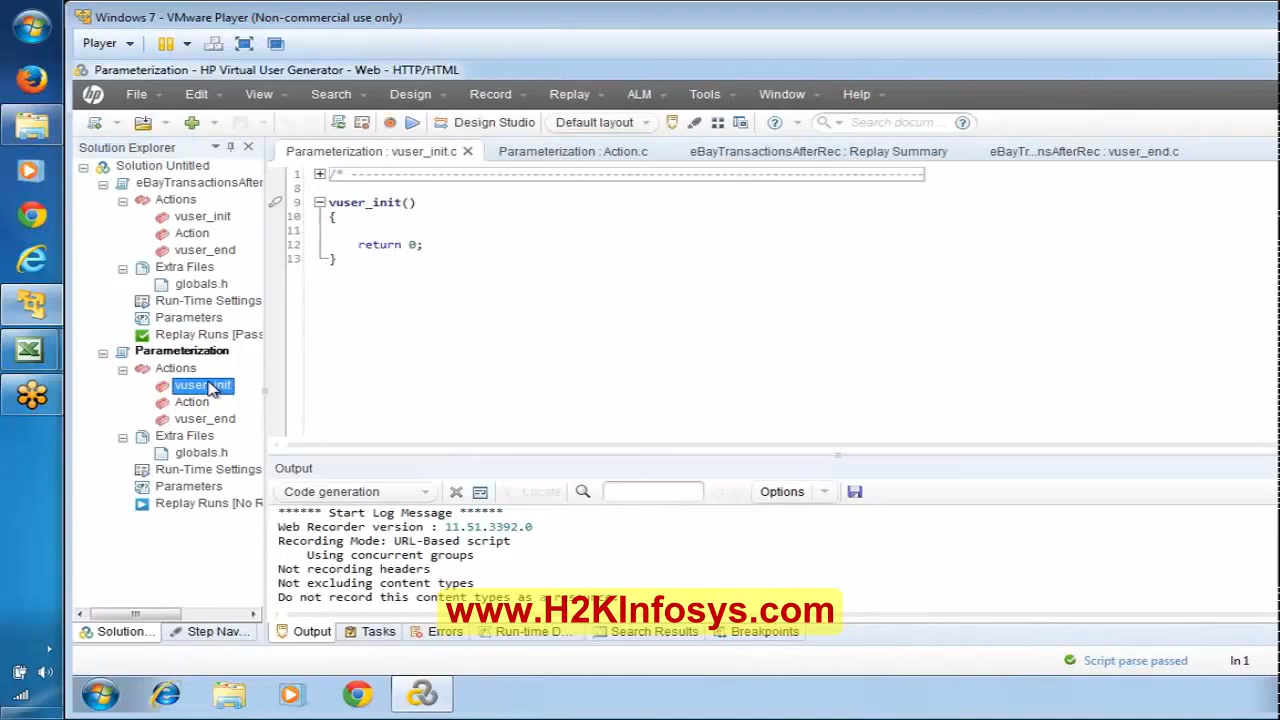 Windows 7 - VMware Player (Non-commercial use only)
Player
Parameterization - HP Virtual User Generator - Web - HTTP/HTML
File Edit View Search Design Record Replay ALM Tools Window Help
Design Studio Default layout Search docum...
Solution Explorer
Parameterization : vuser_init.c Parameterization : Action.c eBayTransactionsAfterRec : Replay Summary eBayTr...nsAfterRec : vuser_end.c
Solution Untitled
eBayTransactionsAfter
Actions
vuser_init
Action
vuser_end
Extra Files
globals.h
Run-Time Settings
Parameters
Replay Runs [Pass
Parameterization
Actions
vuser_init
Action
vuser_end
Extra Files
globals.h
Run-Time Settings
Parameters
Replay Runs [No R
1 /* --------------------------------------------------------------------------------
8
9 vuser_init()
10 {
11
12 return 0;
13 }
Output
Code generation Locate Options
****** Start Log Message ******
Web Recorder version : 11.51.3392.0
Recording Mode: URL-Based script
Using concurrent groups
Not recording headers
Not excluding content types
Do not record this content types as a
www.H2KInfosys.com
Solution... Step Nav... Output Tasks Errors Run-time D... Search Results Breakpoints
Script parse passed ln 1